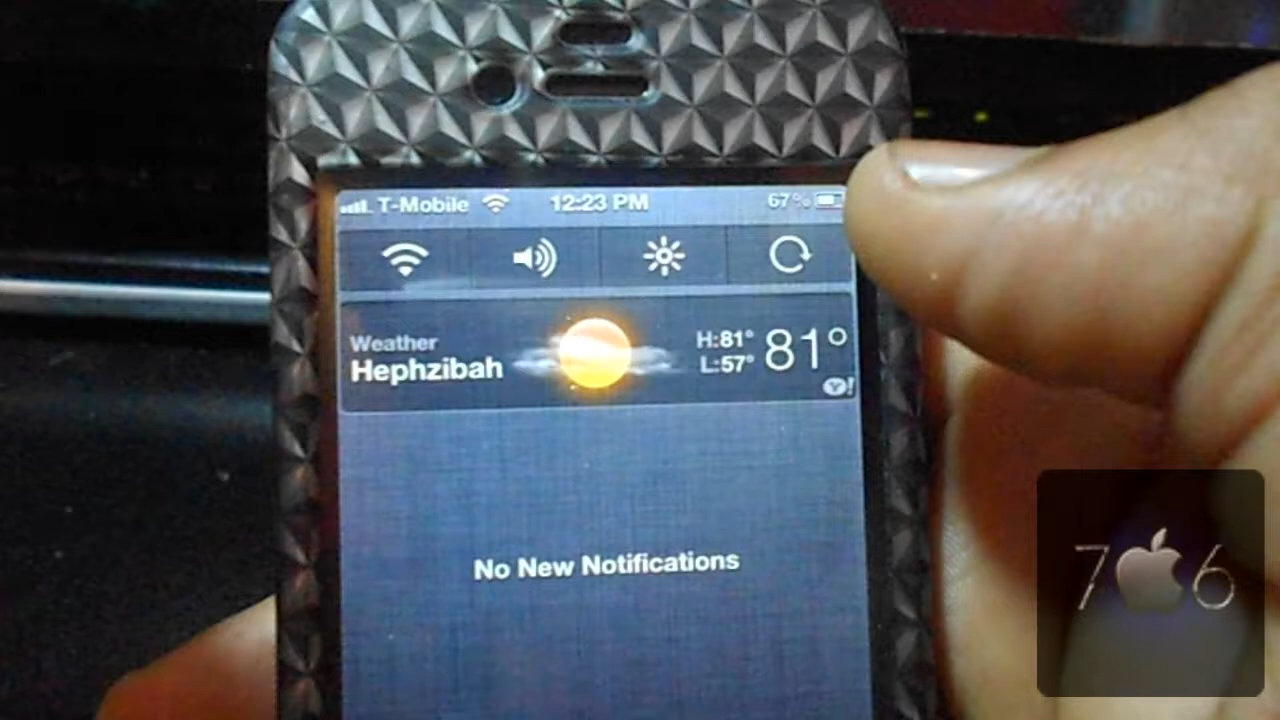 T-Mobile 12:23 PM 67%
Weather
Hephzibah
H:81°
L:57°
81°
Y!
No New Notifications
7 6